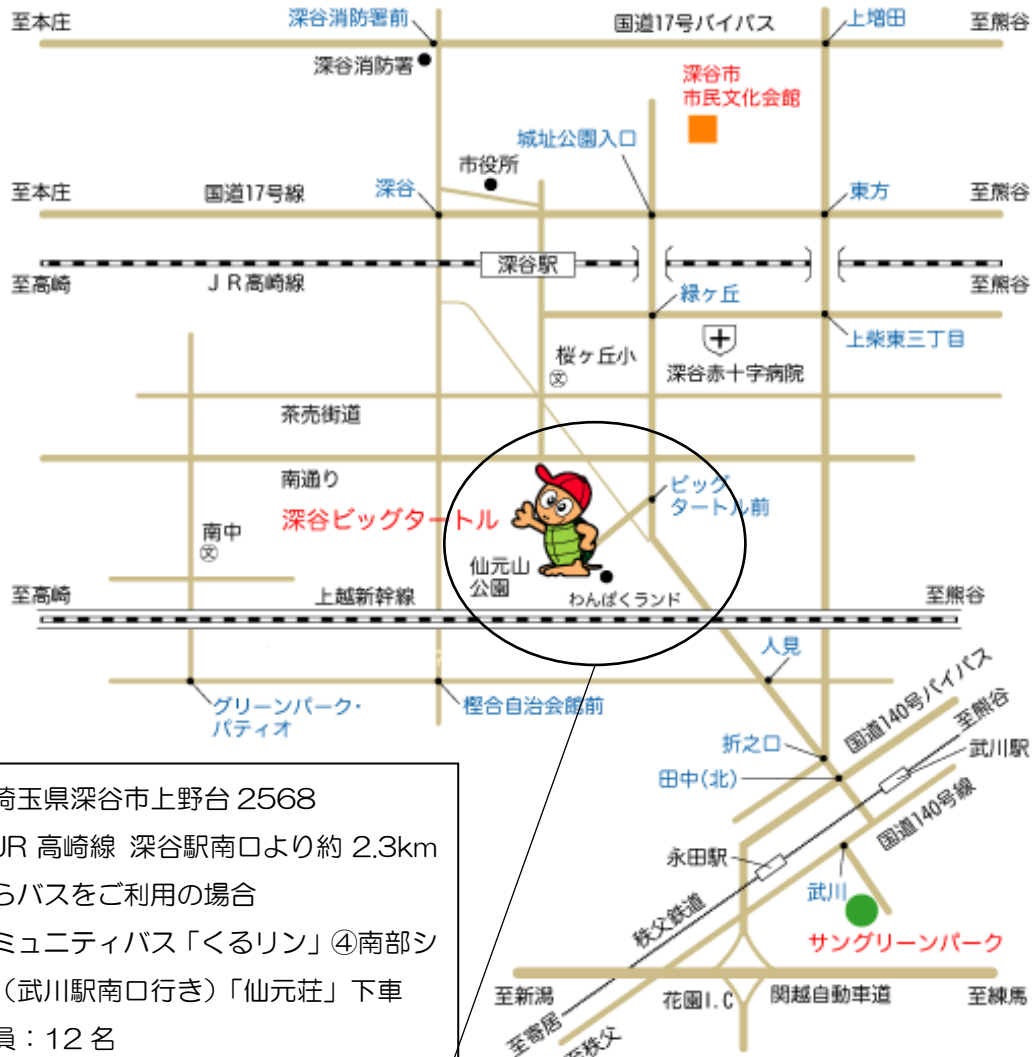 至本庄
深谷消防署前
国道17号バイパス
上増田
至熊谷
深谷消防署
深谷市
市民文化会館
城址公園入口
市役所
至本庄
国道17号線
深谷
東方
至熊谷
深谷駅
至高崎
ＪＲ高崎線
至熊谷
緑ヶ丘
上柴東三丁目
桜ヶ丘小
文
深谷赤十字病院
茶売街道
南通り
ビッグ
タートル前
深谷ビッグタートル
南中
文
仙元山
公園
わんぱくランド
至高崎
上越新幹線
至熊谷
人見
グリーンパーク・
パティオ
樫合自治会館前
国道140号バイパス
至熊谷
折之口
武川駅
田中(北)
国道140号線
永田駅
武川
秩父鉄道
サングリーンパーク
至新潟
花園I.C
関越自動車道
至練馬
至寄居
至秩父
埼玉県深谷市上野台 2568
JR 高崎線 深谷駅南口より約 2.3km
らバスをご利用の場合
ミュニティバス「くるリン」④南部シ
（武川駅南口行き）「仙元荘」下車
員：12 名